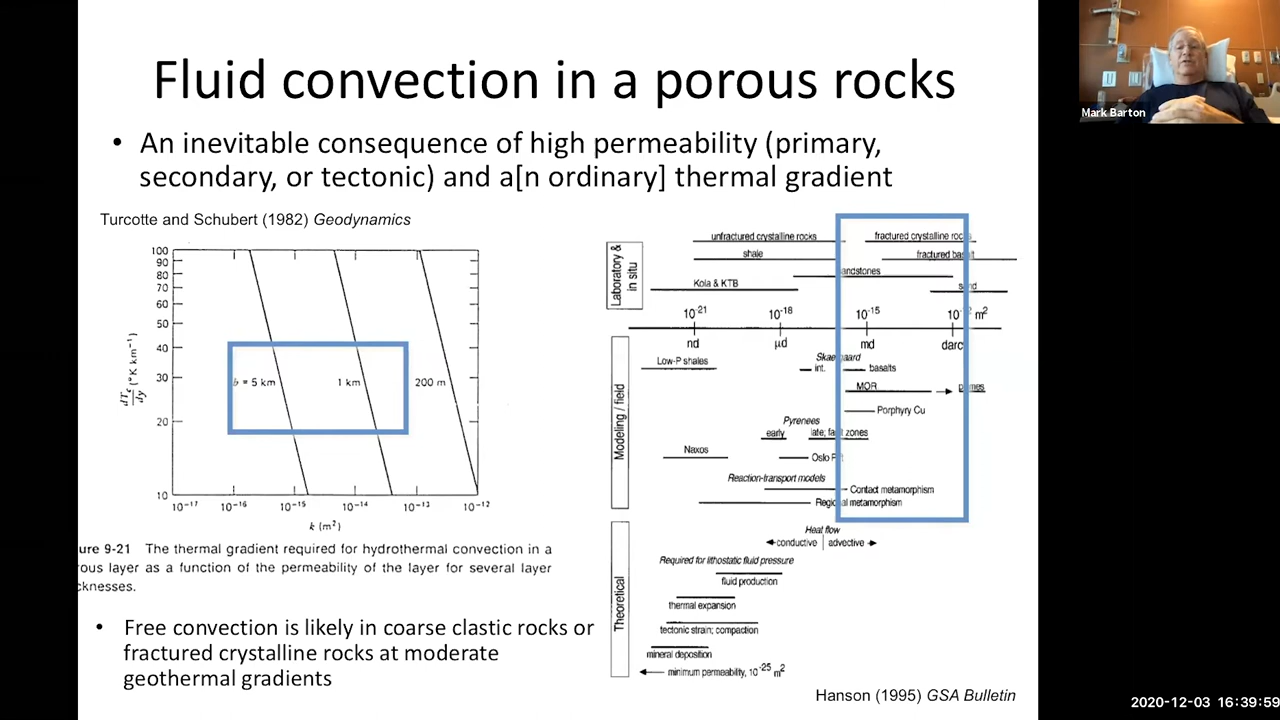 Fluid convection in a porous rocks
• An inevitable consequence of high permeability (primary,
secondary, or tectonic) and a[n ordinary] thermal gradient
Turcotte and Schubert (1982) Geodynamics
100
90
80
70
60
50
40
30
20
10
dTc/dy (°K km⁻¹)
b = 5 km
1 km
200 m
10⁻¹⁷ 10⁻¹⁶ 10⁻¹⁵ 10⁻¹⁴ 10⁻¹³ 10⁻¹²
k (m²)
ure 9-21 The thermal gradient required for hydrothermal convection in a
ous layer as a function of the permeability of the layer for several layer
cknesses.
• Free convection is likely in coarse clastic rocks or
fractured crystalline rocks at moderate
geothermal gradients
Laboratory &
in situ
unfractured crystalline rocks
fractured crystalline rocks
shale
fractured basalt
sandstones
Kola & KTB
sand
10⁻²¹ 10⁻¹⁸ 10⁻¹⁵ 10⁻¹² m²
nd μd md darc
Modeling / field
Low-P shales
Skaergaard
int.
basalts
MOR
Porphyry Cu
Pyrenees
early
late; fault zones
Naxos
Oslo Rift
Reaction-transport models
Contact metamorphism
Regional metamorphism
Heat flow
conductive | advective
Theoretical
Required for lithostatic fluid pressure
fluid production
thermal expansion
tectonic strain; compaction
mineral deposition
minimum permeability, 10⁻²⁵ m²
Hanson (1995) GSA Bulletin
Mark Barton
2020-12-03 16:39:59